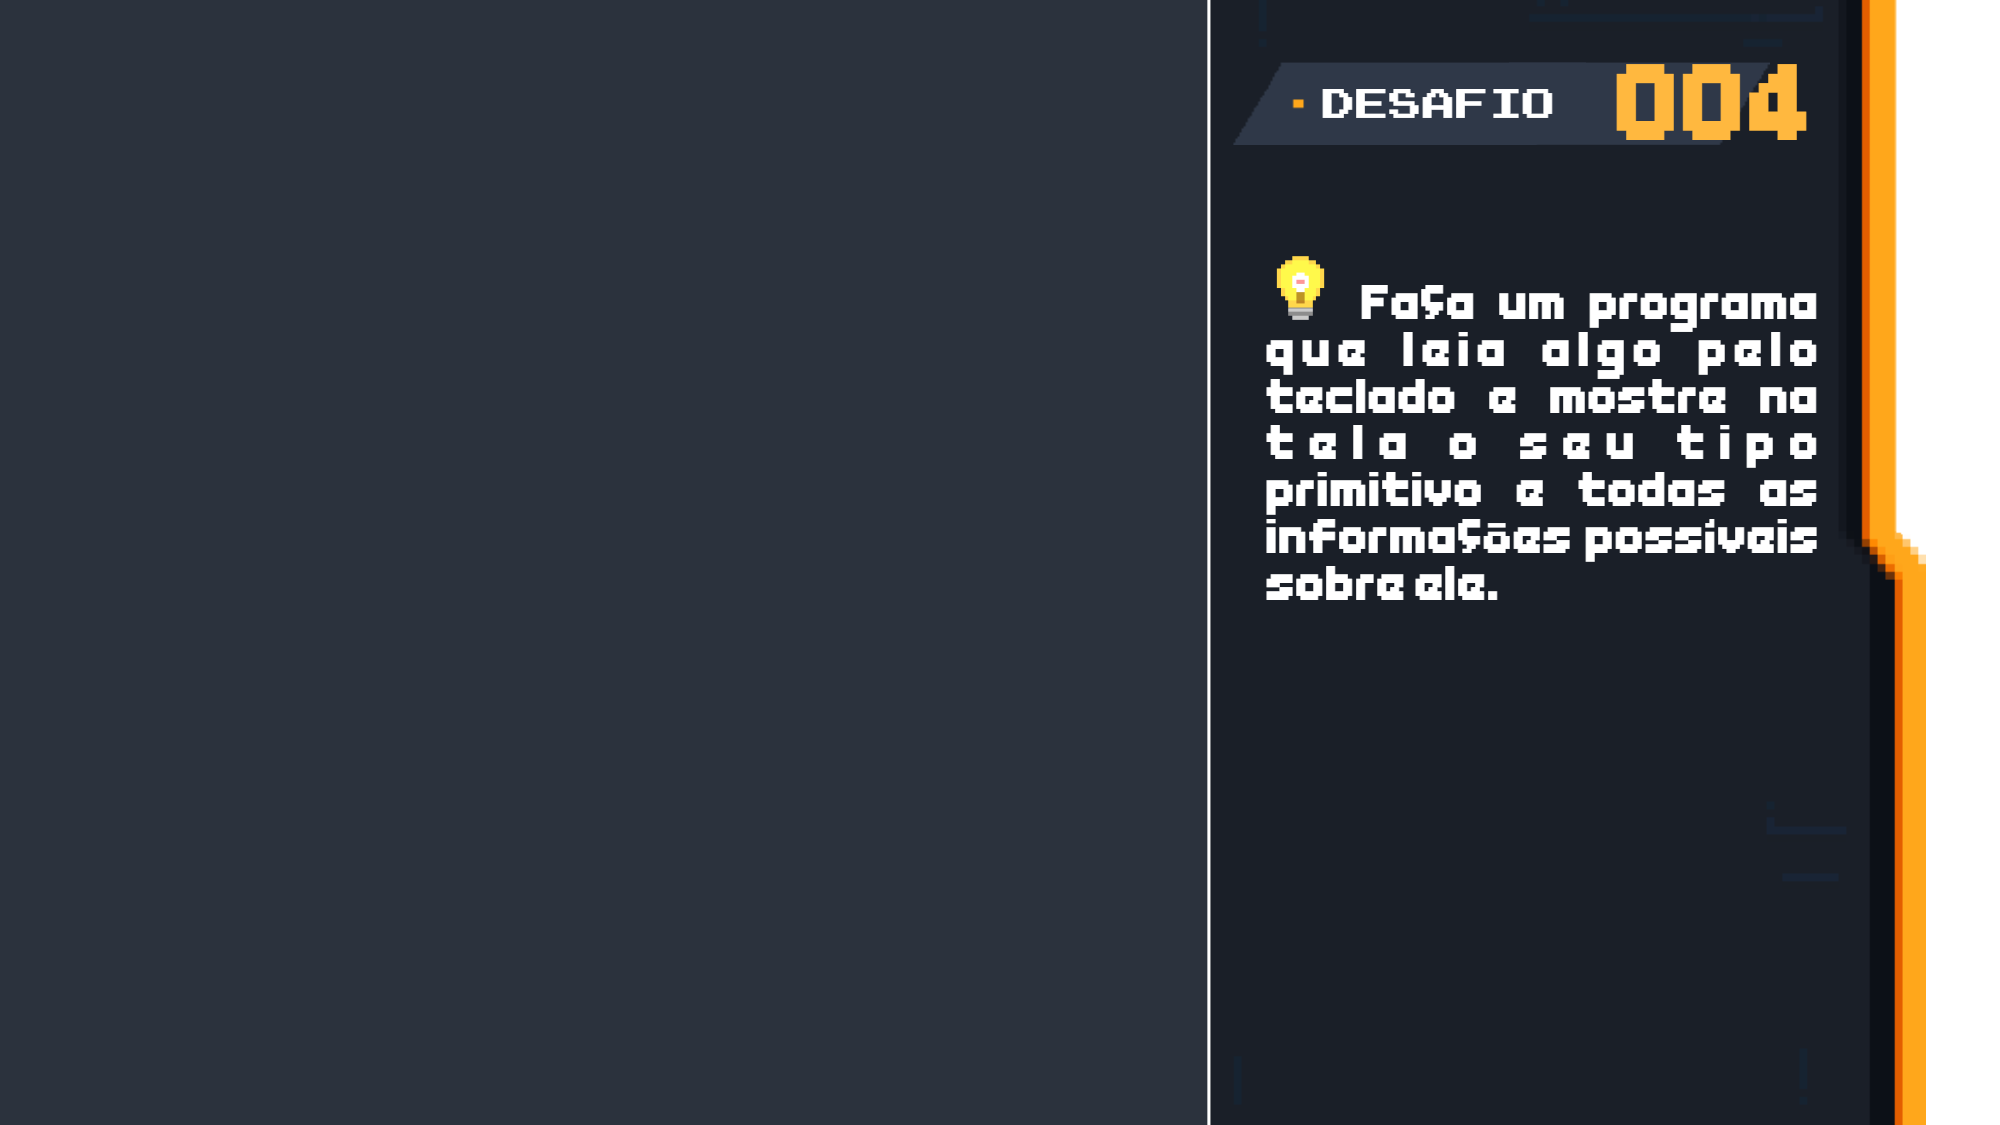 DESAFIO 004
Faça um programa
que leia algo pelo
teclado e mostre na
tela o seu tipo
primitivo e todas as
informações possíveis
sobre ele.